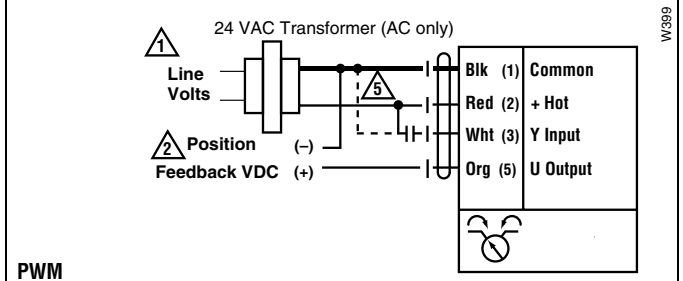 24 VAC Transformer (AC only)
W399
1
Line
Volts
5
2
Position (–)
Feedback VDC (+)
Blk (1) Common
Red (2) + Hot
Wht (3) Y Input
Org (5) U Output
PWM